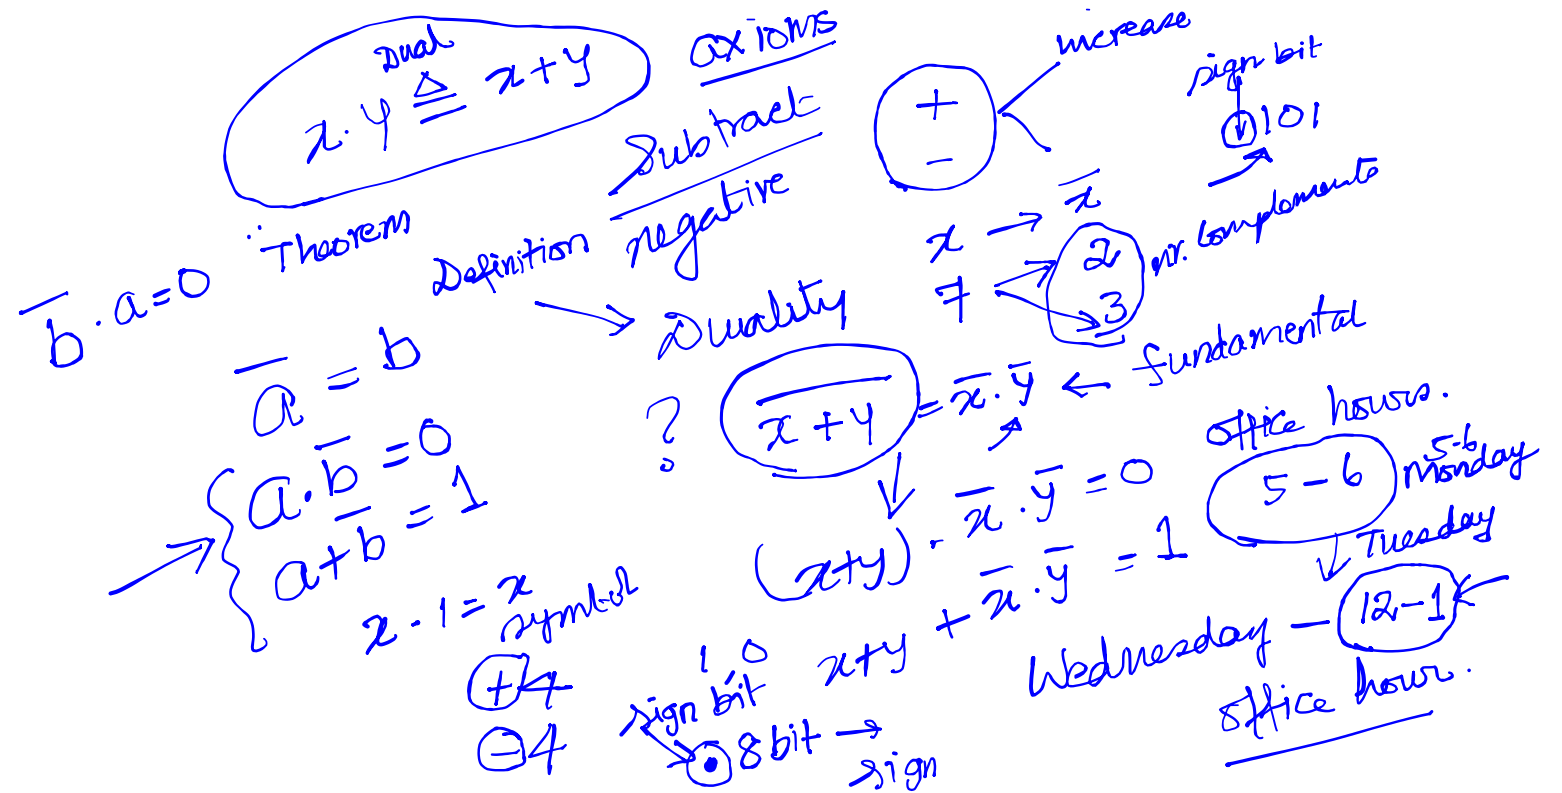 Dual
x · y ≜ x + y
axioms
Subtract
negative
+
−
increase
sign bit
1101
"Theorem
Definition
Duality
x → x̅
7
2
3
nr. complements
b̅ · a = 0
a̅ = b
a · b̅ = 0
a + b̅ = 1
?
\overline{x + y} = x̅ · y̅ ← fundamental
(x+y) · x̅ · y̅ = 0
x+y + x̅ · y̅ = 1
office hours.
5 - 6
5-6
Monday
Tuesday
Wednesday — 12-1
office hour.
x · 1 = x
symbol
+4
−4
1, 0
sign bit
8 bit →
sign